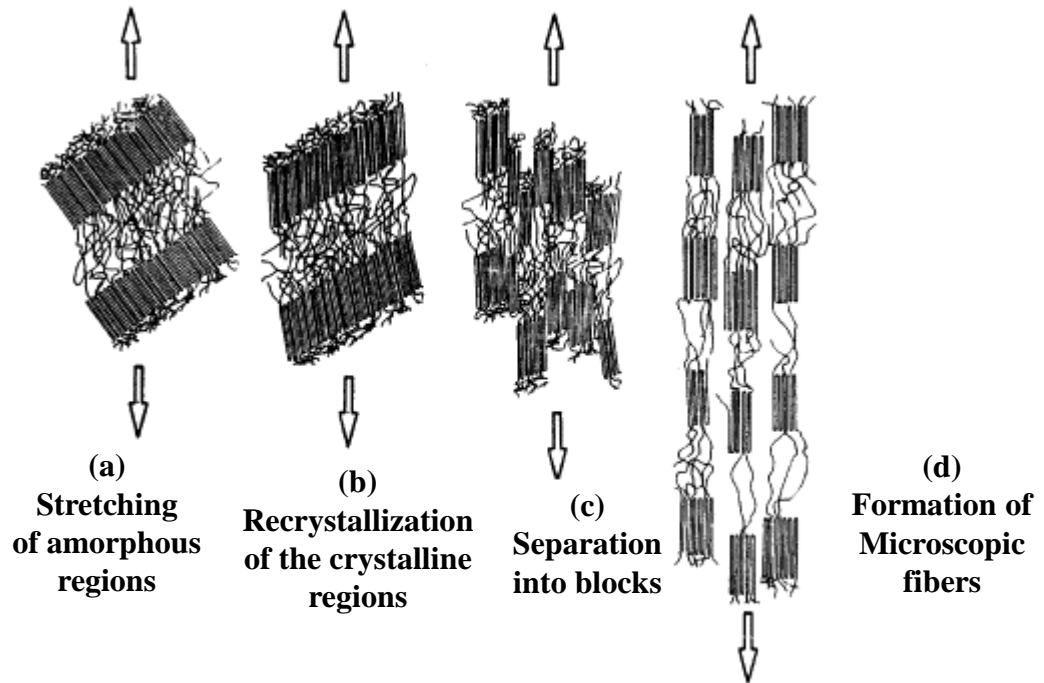 (a)
Stretching
of amorphous
regions
(b)
Recrystallization
of the crystalline
regions
(c)
Separation
into blocks
(d)
Formation of
Microscopic
fibers